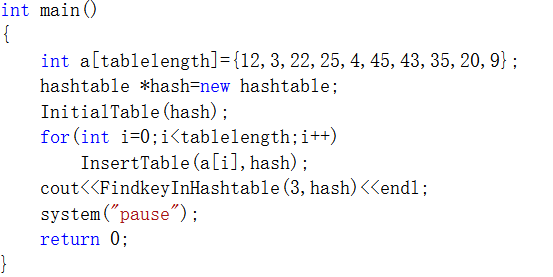 int main()
{
    int a[tablelength]={12,3,22,25,4,45,43,35,20,9};
    hashtable *hash=new hashtable;
    InitialTable(hash);
    for(int i=0;i<tablelength;i++)
        InsertTable(a[i],hash);
    cout<<FindkeyInHashtable(3,hash)<<endl;
    system("pause");
    return 0;
}